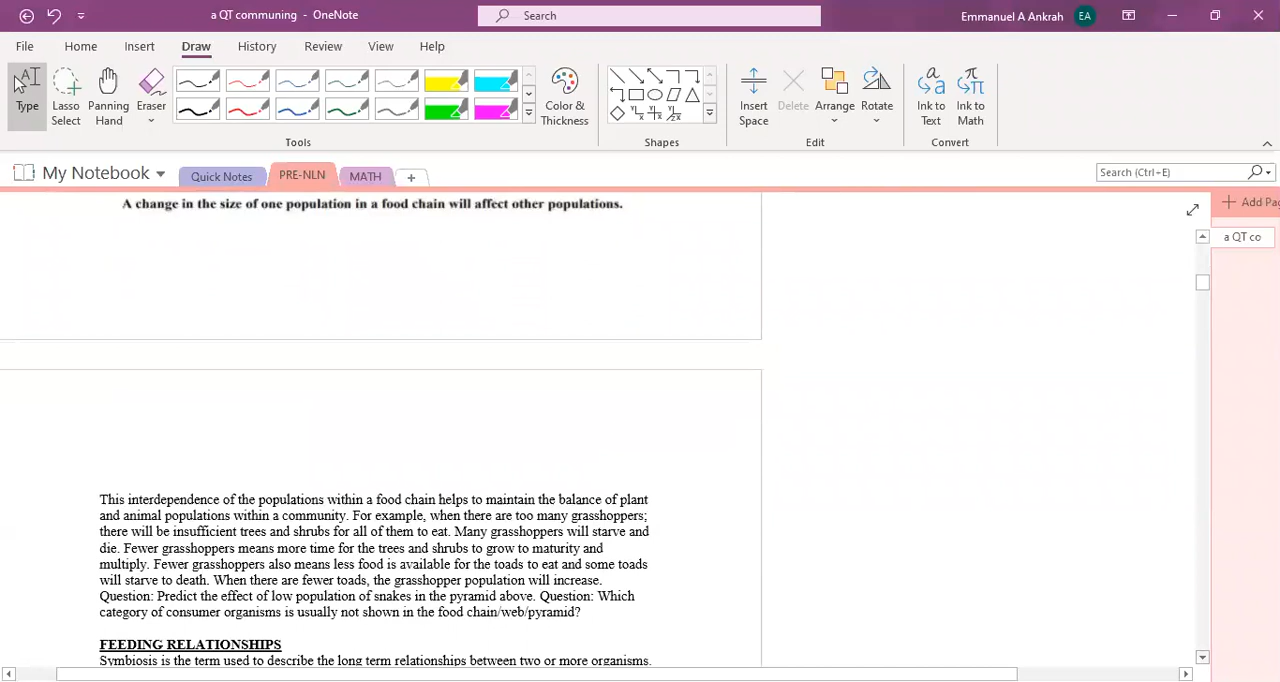 a QT communing - OneNote
Search
Emmanuel A Ankrah
EA
File
Home
Insert
Draw
History
Review
View
Help
Type
Lasso Select
Panning Hand
Eraser
Color & Thickness
Insert Space
Delete
Arrange
Rotate
Ink to Text
Ink to Math
Tools
Shapes
Edit
Convert
My Notebook
Quick Notes
PRE-NLN
MATH
Search (Ctrl+E)
Add Pag
a QT co
A change in the size of one population in a food chain will affect other populations.
This interdependence of the populations within a food chain helps to maintain the balance of plant
and animal populations within a community. For example, when there are too many grasshoppers;
there will be insufficient trees and shrubs for all of them to eat. Many grasshoppers will starve and
die. Fewer grasshoppers means more time for the trees and shrubs to grow to maturity and
multiply. Fewer grasshoppers also means less food is available for the toads to eat and some toads
will starve to death. When there are fewer toads, the grasshopper population will increase.
Question: Predict the effect of low population of snakes in the pyramid above. Question: Which
category of consumer organisms is usually not shown in the food chain/web/pyramid?
FEEDING RELATIONSHIPS
Symbiosis is the term used to describe the long term relationships between two or more organisms.